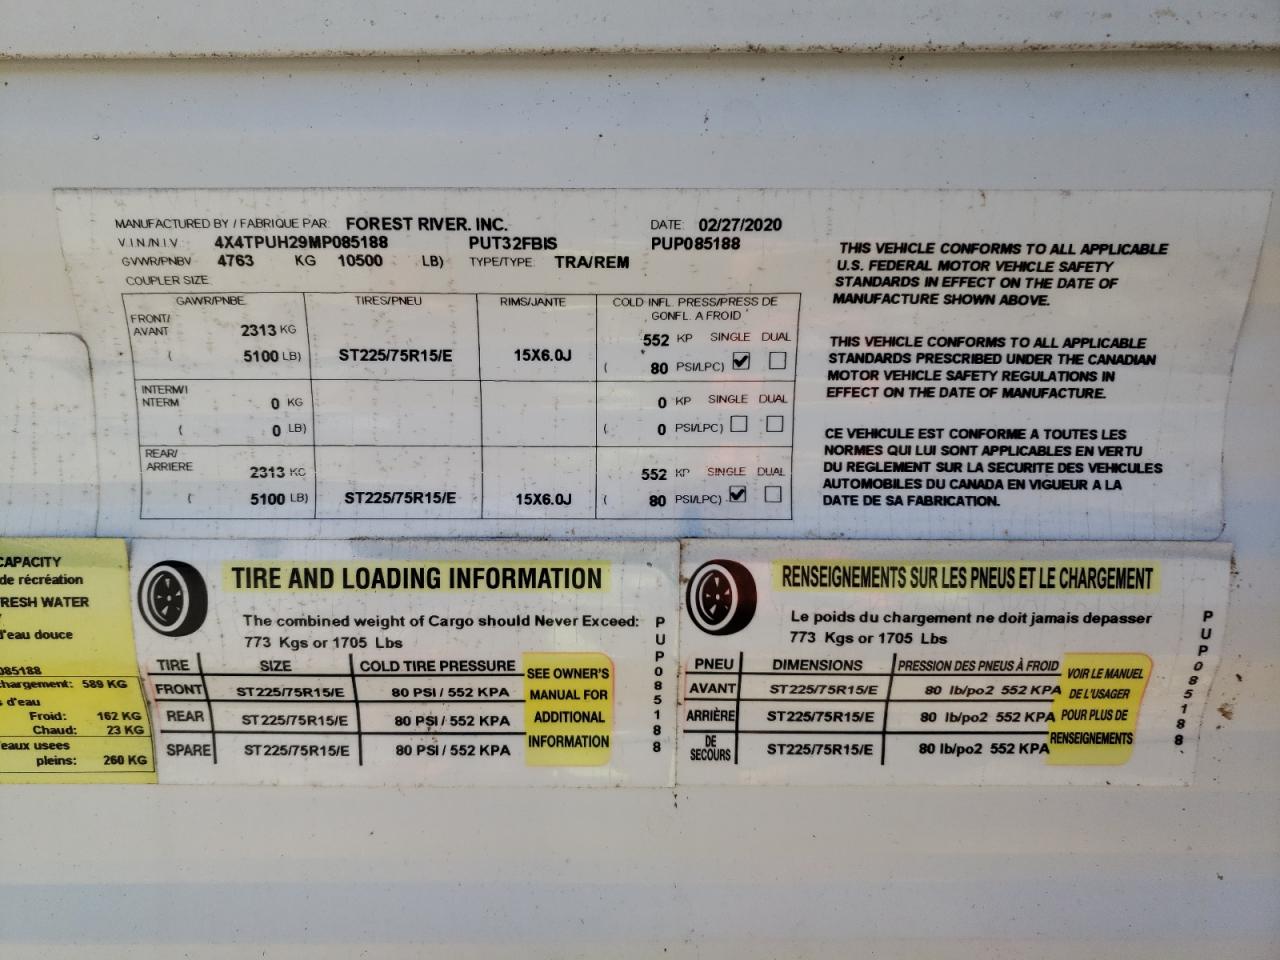 MANUFACTURED BY / FABRIQUE PAR: FOREST RIVER. INC. DATE: 02/27/2020
V.I.N./N.I.V: 4X4TPUH29MP085188 PUT32FBIS PUP085188
GVWR/PNBV 4763 KG 10500 LB) TYPE/TYPE: TRA/REM
COUPLER SIZE
GAWR/PNBE TIRES/PNEU RIMS/JANTE COLD INFL. PRESS/PRESS DE
GONFL. A FROID
FRONT/
AVANT 2313 KG 552 KP SINGLE DUAL
( 5100 LB) ST225/75R15/E 15X6.0J ( 80 PSI/LPC)
INTERM/I
NTERM 0 KG 0 KP SINGLE DUAL
( 0 LB) ( 0 PSI/LPC)
REAR/
ARRIERE 2313 KG 552 KP SINGLE DUAL
( 5100 LB) ST225/75R15/E 15X6.0J ( 80 PSI/LPC)
THIS VEHICLE CONFORMS TO ALL APPLICABLE
U.S. FEDERAL MOTOR VEHICLE SAFETY
STANDARDS IN EFFECT ON THE DATE OF
MANUFACTURE SHOWN ABOVE.
THIS VEHICLE CONFORMS TO ALL APPLICABLE
STANDARDS PRESCRIBED UNDER THE CANADIAN
MOTOR VEHICLE SAFETY REGULATIONS IN
EFFECT ON THE DATE OF MANUFACTURE.
CE VEHICULE EST CONFORME A TOUTES LES
NORMES QUI LUI SONT APPLICABLES EN VERTU
DU REGLEMENT SUR LA SECURITE DES VEHICULES
AUTOMOBILES DU CANADA EN VIGUEUR A LA
DATE DE SA FABRICATION.
CAPACITY
de récréation
FRESH WATER
d'eau douce
085188
chargement: 589 KG
s d'eau
Froid: 162 KG
Chaud: 23 KG
eaux usees
pleins: 260 KG
TIRE AND LOADING INFORMATION
The combined weight of Cargo should Never Exceed:
773 Kgs or 1705 Lbs
TIRE SIZE COLD TIRE PRESSURE
FRONT ST225/75R15/E 80 PSI / 552 KPA
REAR ST225/75R15/E 80 PSI / 552 KPA
SPARE ST225/75R15/E 80 PSI / 552 KPA
SEE OWNER'S
MANUAL FOR
ADDITIONAL
INFORMATION
PUP085188
RENSEIGNEMENTS SUR LES PNEUS ET LE CHARGEMENT
Le poids du chargement ne doit jamais depasser
773 Kgs or 1705 Lbs
PNEU DIMENSIONS PRESSION DES PNEUS À FROID
AVANT ST225/75R15/E 80 lb/po2 552 KPA
ARRIÈRE ST225/75R15/E 80 lb/po2 552 KPA
DE
SECOURS ST225/75R15/E 80 lb/po2 552 KPA
VOIR LE MANUEL
DE L'USAGER
POUR PLUS DE
RENSEIGNEMENTS
PUP085188